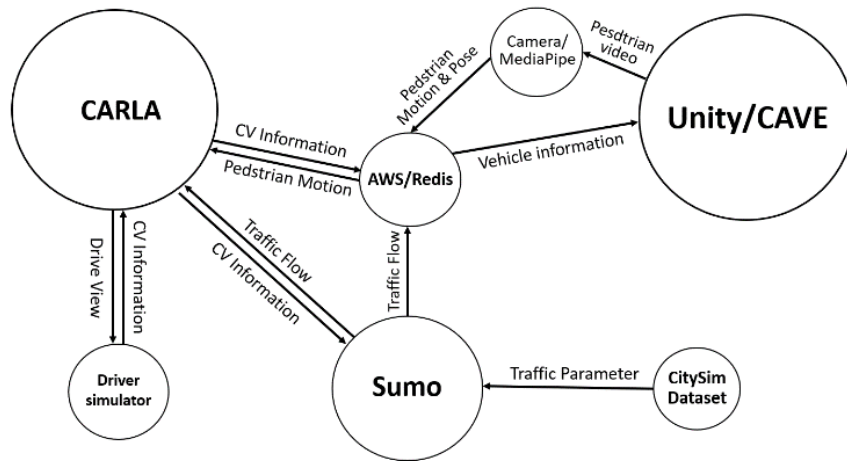 Camera/
MediaPipe
Pesdtrian
video
Pedstrian
Motion & Pose
CARLA
Unity/CAVE
CV Information
Pedstrian Motion
AWS/Redis
Vehicle information
Traffic Flow
CV Information
Traffic Flow
Drive View
CV Information
Driver
simulator
Sumo
Traffic Parameter
CitySim
Dataset